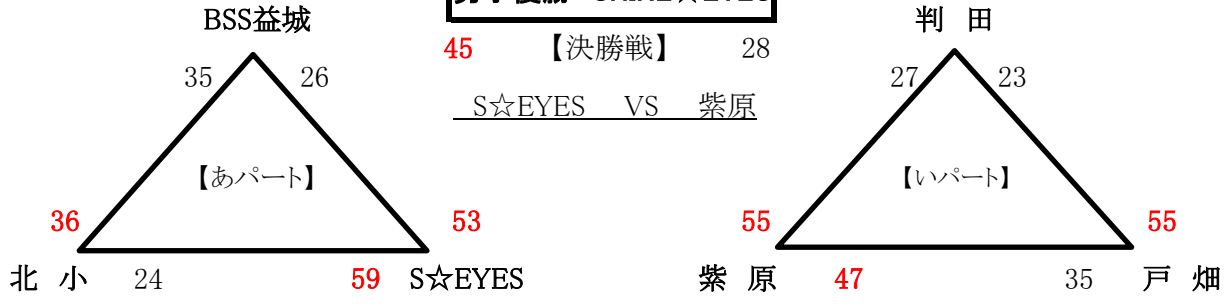 BSS益城
判 田
45 【決勝戦】 28
35 26
27 23
S☆EYES VS 紫原
【あパート】
【いパート】
36 53
55 55
北 小 24 59 S☆EYES
紫 原 47 35 戸 畑